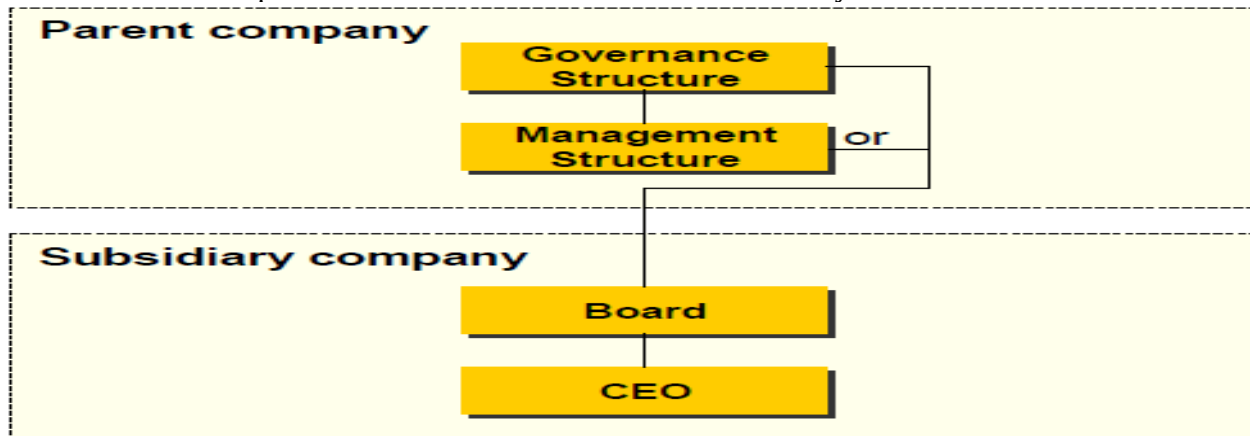 Parent company
Governance
Structure
Management
Structure
or
Subsidiary company
Board
CEO